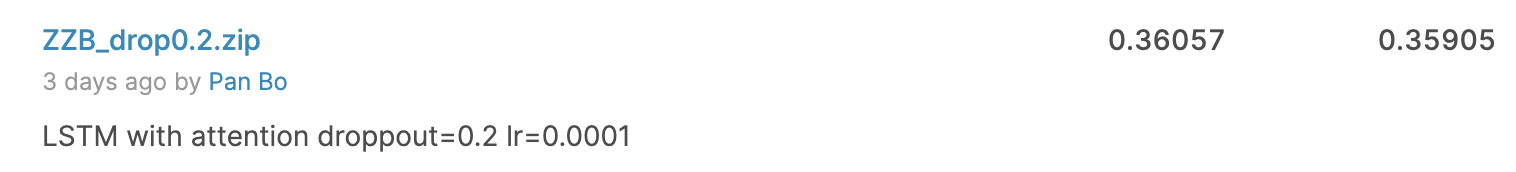 ZZB_drop0.2.zip 0.36057 0.35905
3 days ago by Pan Bo
LSTM with attention droppout=0.2 lr=0.0001